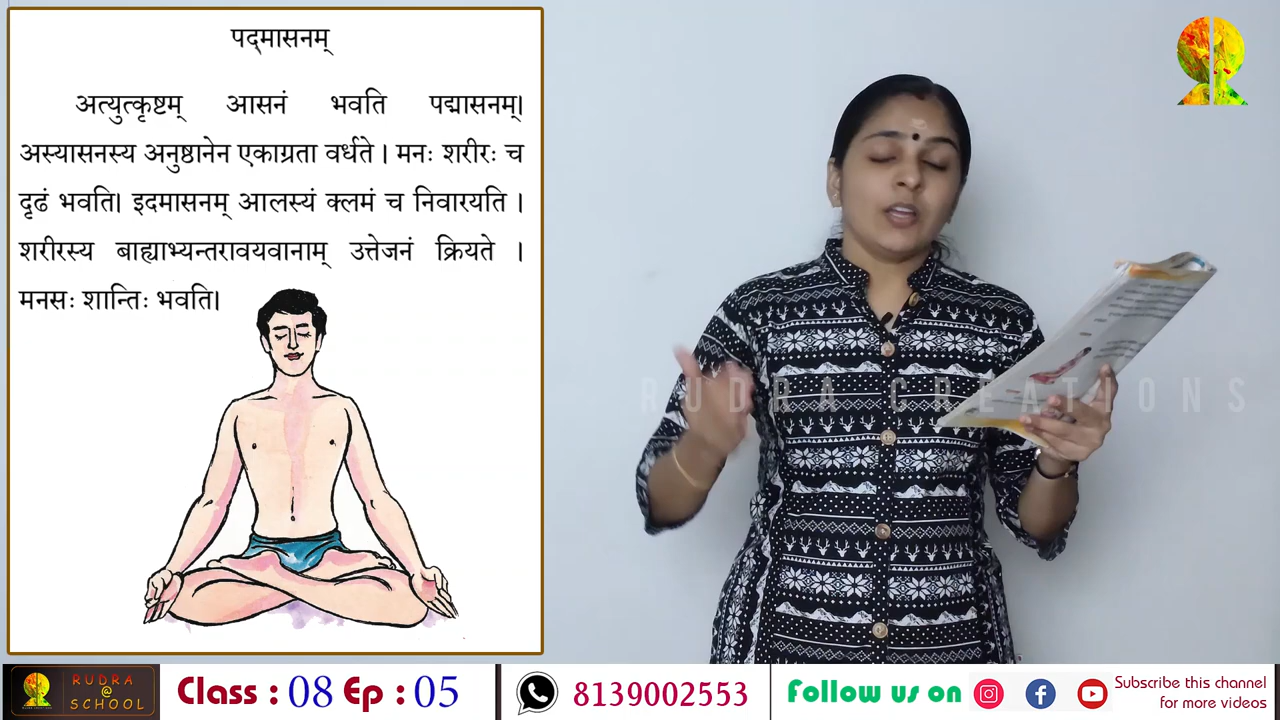 पद्मासनम्
अत्युत्कृष्टम् आसनं भवति पद्मासनम्।
अस्यासनस्य अनुष्ठानेन एकाग्रता वर्धते । मनः शरीरः च
दृढं भवति। इदमासनम् आलस्यं क्लमं च निवारयति ।
शरीरस्य बाह्याभ्यन्तरावयवानाम् उत्तेजनं क्रियते ।
मनसः शान्तिः भवति।
RUDRA CREATIONS
RUDRA
@
SCHOOL
Class : 08 Ep : 05
8139002553
Follow us on
Subscribe this channel
for more videos